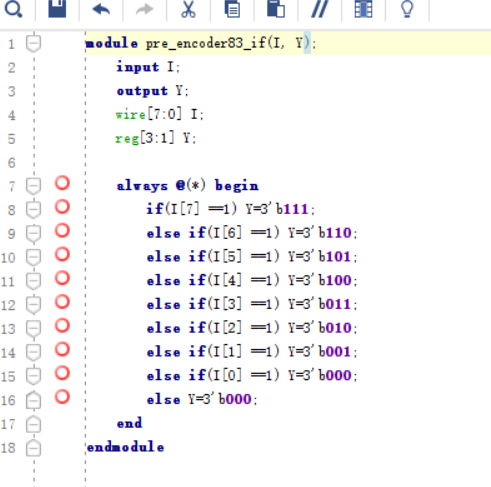 1 module pre_encoder83_if(I, Y);
2 input I;
3 output Y;
4 wire[7:0] I;
5 reg[3:1] Y;
6
7 always @(*) begin
8 if(I[7] ==1) Y=3'b111;
9 else if(I[6] ==1) Y=3'b110;
10 else if(I[5] ==1) Y=3'b101;
11 else if(I[4] ==1) Y=3'b100;
12 else if(I[3] ==1) Y=3'b011;
13 else if(I[2] ==1) Y=3'b010;
14 else if(I[1] ==1) Y=3'b001;
15 else if(I[0] ==1) Y=3'b000;
16 else Y=3'b000;
17 end
18 endmodule